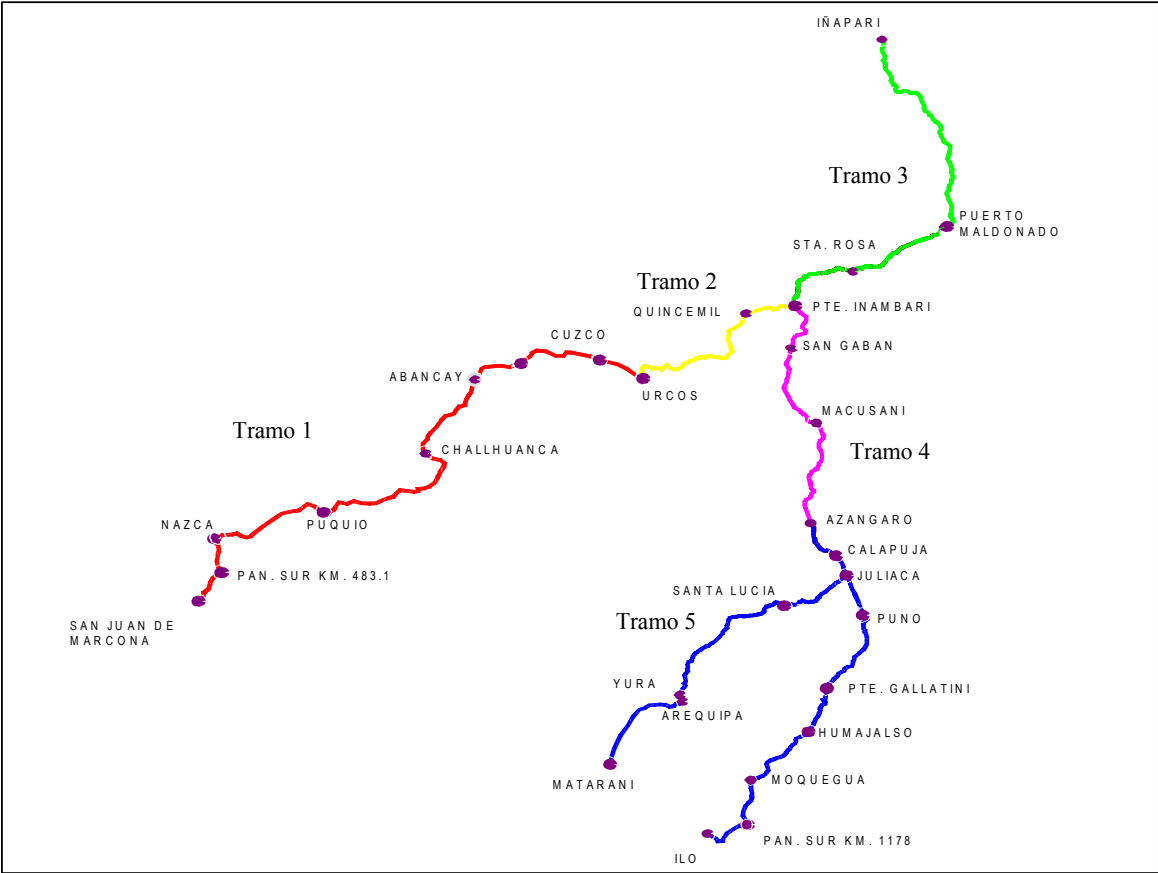 IÑAPARI
Tramo 3
PUERTO
MALDONADO
STA. ROSA
Tramo 2
QUINCEMIL
PTE. INAMBARI
CUZCO
SAN GABAN
ABANCAY
URCOS
MACUSANI
Tramo 1
CHALLHUANCA
Tramo 4
NAZCA
PUQUIO
AZANGARO
CALAPUJA
PAN. SUR KM. 483.1
JULIACA
SANTA LUCIA
SAN JUAN DE
MARCONA
Tramo 5
PUNO
YURA
PTE. GALLATINI
AREQUIPA
HUMAJALSO
MATARANI
MOQUEGUA
PAN. SUR KM. 1178
ILO